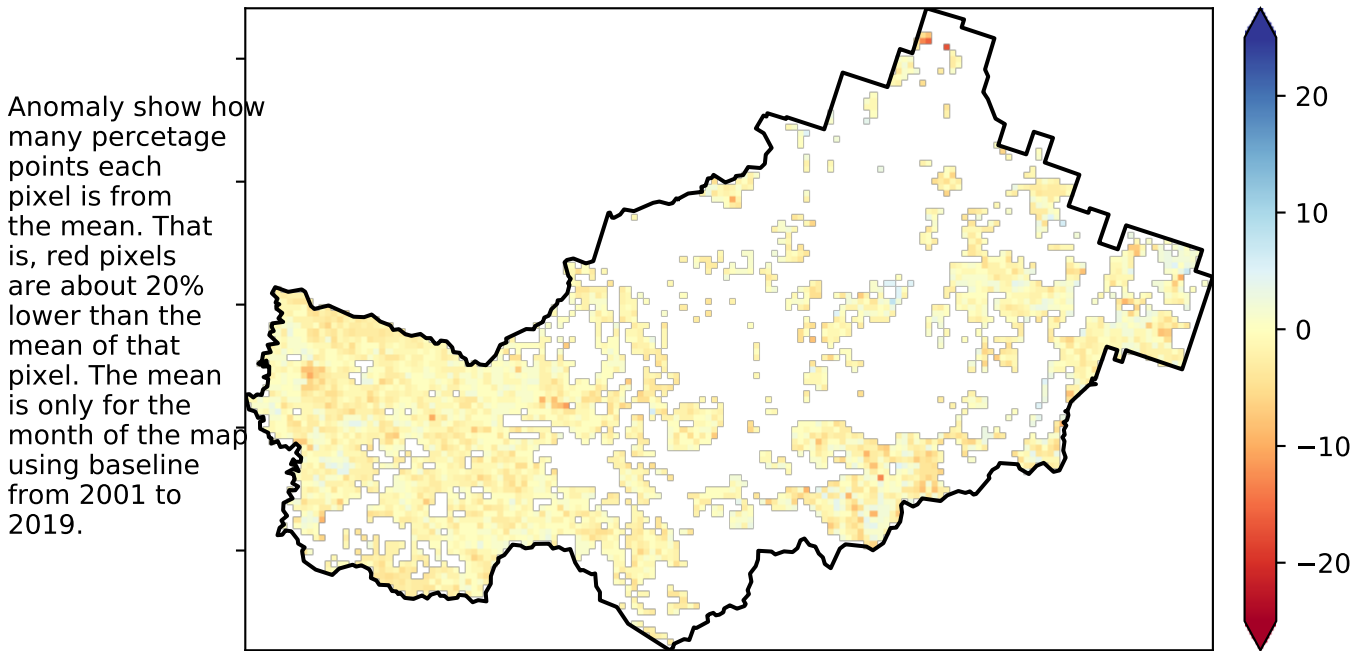 Anomaly show how
many percetage
points each
pixel is from
the mean. That
is, red pixels
are about 20%
lower than the
mean of that
pixel. The mean
is only for the
month of the map
using baseline
from 2001 to
2019.
20
10
0
−10
−20